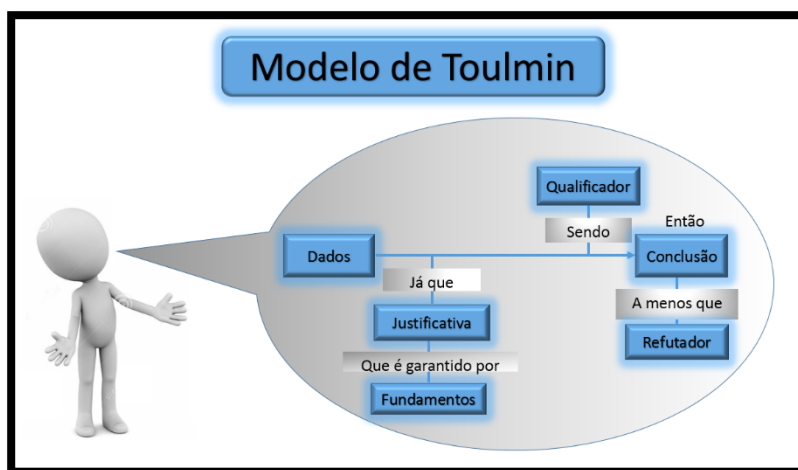 Modelo de Toulmin
Qualificador
Sendo
Então
Dados
Conclusão
Já que
A menos que
Justificativa
Refutador
Que é garantido por
Fundamentos